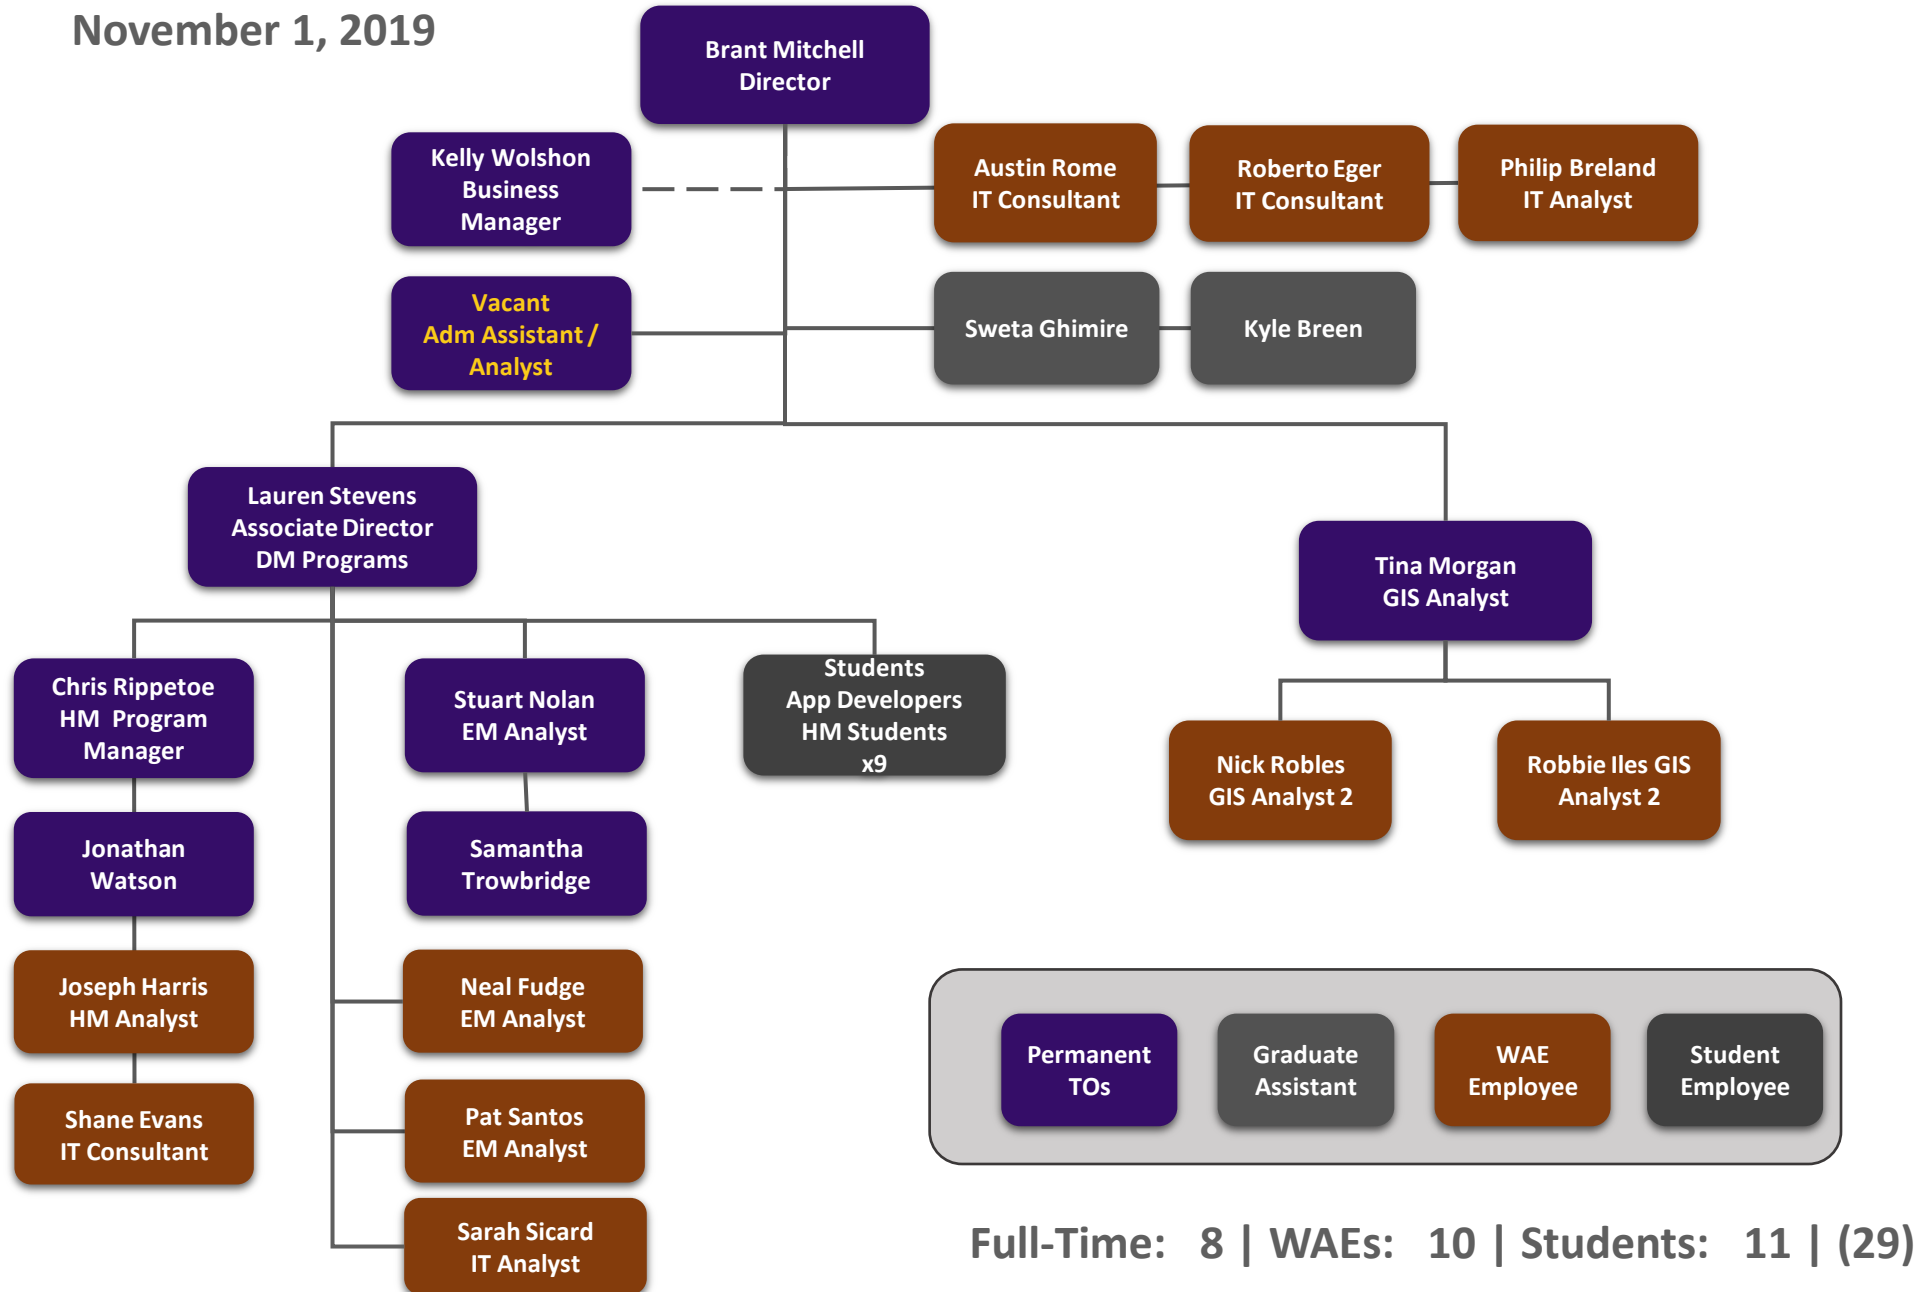 November 1, 2019
Brant Mitchell
Director
Kelly Wolshon
Business
Manager
Austin Rome
IT Consultant
Roberto Eger
IT Consultant
Philip Breland
IT Analyst
Vacant
Adm Assistant /
Analyst
Sweta Ghimire
Kyle Breen
Lauren Stevens
Associate Director
DM Programs
Tina Morgan
GIS Analyst
Chris Rippetoe
HM Program
Manager
Stuart Nolan
EM Analyst
Students
App Developers
HM Students
x9
Nick Robles
GIS Analyst 2
Robbie Iles GIS
Analyst 2
Jonathan
Watson
Samantha
Trowbridge
Joseph Harris
HM Analyst
Neal Fudge
EM Analyst
Shane Evans
IT Consultant
Pat Santos
EM Analyst
Sarah Sicard
IT Analyst
Permanent
TOs
Graduate
Assistant
WAE
Employee
Student
Employee
Full-Time: 8 | WAEs: 10 | Students: 11 | (29)